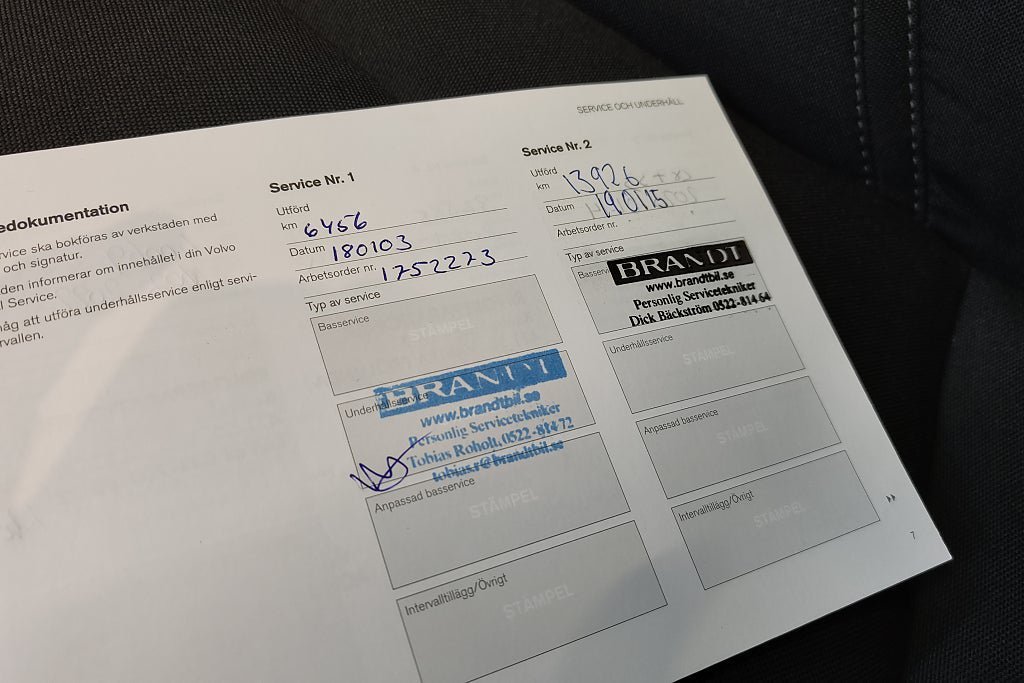 SERVICE OCH UNDERHÅLL
edokumentation
rvice ska bokföras av verkstaden med
och signatur.
den informerar om innehållet i din Volvo
l Service.
håg att utföra underhållsservice enligt servi-
rvallen.
Service Nr. 1
Utförd
km 6456
Datum 180103
Arbetsorder nr. 1752273
Typ av service
Basservice
STÄMPEL
Underhållsservice
BRANDT
www.brandtbil.se
Personlig Servicetekniker
Tobias Roholt, 0522-814 72
tobias.r@brandtbil.se
Anpassad basservice
STÄMPEL
Intervalltillägg/Övrigt
STÄMPEL
Service Nr. 2
Utförd
km 13926
Datum 190115
Arbetsorder nr.
Typ av service
Basservice
BRANDT
www.brandtbil.se
Personlig Servicetekniker
Dick Bäckström 0522-814 64
Underhållsservice
STÄMPEL
Anpassad basservice
STÄMPEL
Intervalltillägg/Övrigt
STÄMPEL
7